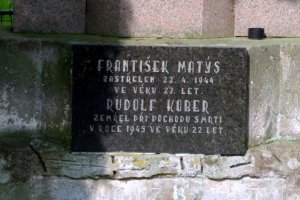 FRANTIŠEK MATYS
ZASTŘELEN 22.4.1944
VE VĚKU 27 LET.
RUDOLF KOBER
ZEMŘEL PŘI POCHODU SMRTI
V ROCE 1945 VE VĚKU 22 LET.